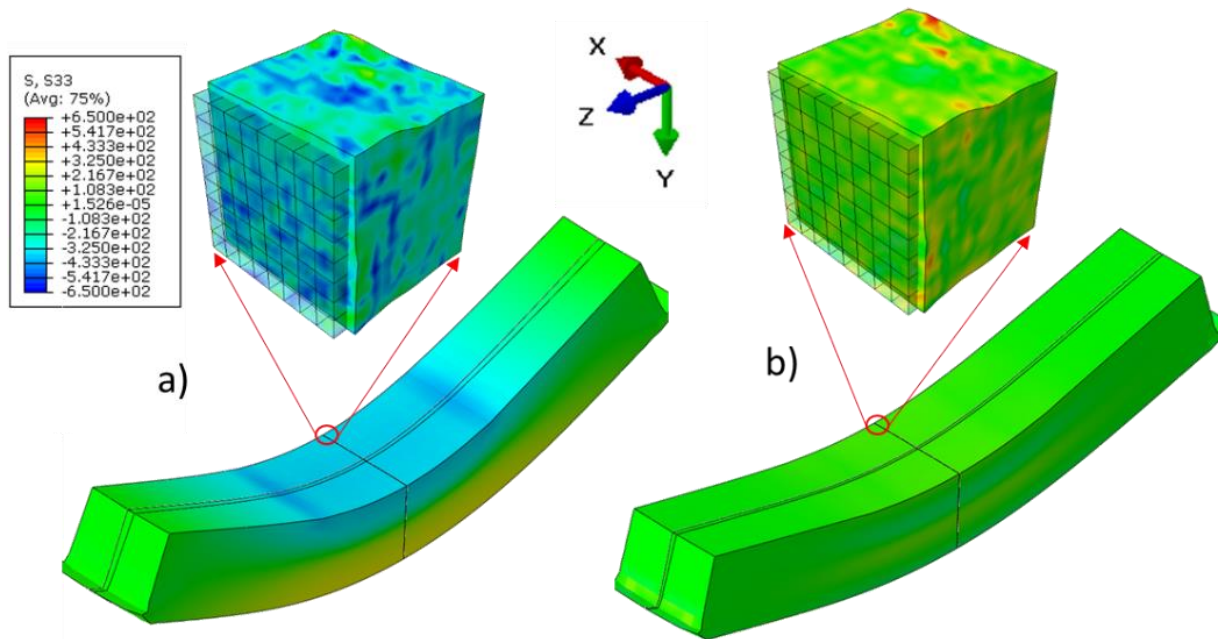 S, S33
(Avg: 75%)
+6.500e+02
+5.417e+02
+4.333e+02
+3.250e+02
+2.167e+02
+1.083e+02
+1.526e-05
-1.083e+02
-2.167e+02
-3.250e+02
-4.333e+02
-5.417e+02
-6.500e+02
X
Z
Y
a)
b)